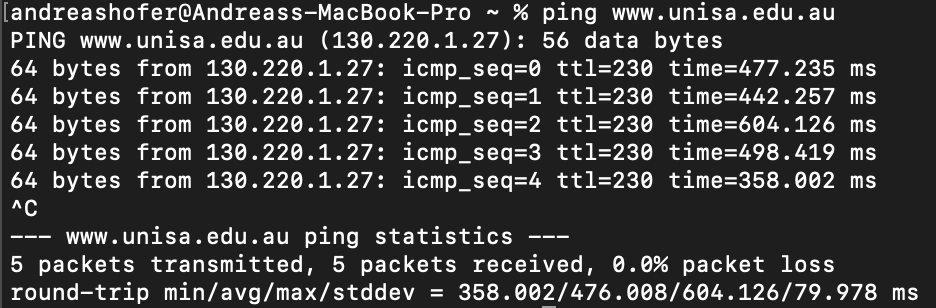 [andreashofer@Andreass-MacBook-Pro ~ % ping www.unisa.edu.au
PING www.unisa.edu.au (130.220.1.27): 56 data bytes
64 bytes from 130.220.1.27: icmp_seq=0 ttl=230 time=477.235 ms
64 bytes from 130.220.1.27: icmp_seq=1 ttl=230 time=442.257 ms
64 bytes from 130.220.1.27: icmp_seq=2 ttl=230 time=604.126 ms
64 bytes from 130.220.1.27: icmp_seq=3 ttl=230 time=498.419 ms
64 bytes from 130.220.1.27: icmp_seq=4 ttl=230 time=358.002 ms
^C
--- www.unisa.edu.au ping statistics ---
5 packets transmitted, 5 packets received, 0.0% packet loss
round-trip min/avg/max/stddev = 358.002/476.008/604.126/79.978 ms